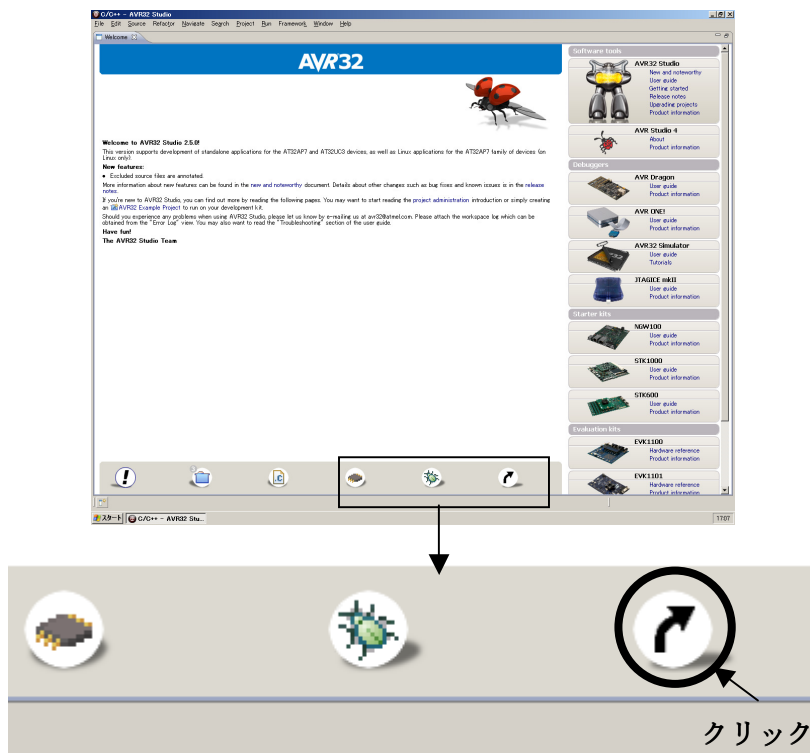 C/C++ - AVR32 Studio
File Edit Source Refactor Navigate Search Project Run Framework Window Help
Welcome
AVR32
Welcome to AVR32 Studio 2.5.0!
This version supports development of standalone applications for the AT32AP7 and AT32UC3 devices, as well as Linux applications for the AT32AP7 family of devices (on
Linux only).
New features:
Excluded source files are annotated.
More information about new features can be found in the new and noteworthy document. Details about other changes such as bug fixes and known issues is in the release
notes.
If you're new to AVR32 Studio, you can find out more by reading the following pages. You may want to start reading the project administration introduction or simply creating
an AVR32 Example Project to run on your development kit.
Should you experience any problems when using AVR32 Studio, please let us know by e-mailing us at avr32@atmel.com. Please attach the workspace log which can be
obtained from the "Error Log" view. You may also want to read the "Troubleshooting" section of the user guide.
Have fun!
The AVR32 Studio Team
Software tools
AVR32 Studio
New and noteworthy
User guide
Getting started
Release notes
Upgrading projects
Product information
AVR Studio 4
About
Product information
Debuggers
AVR Dragon
User guide
Product information
AVR ONE!
User guide
Product information
AVR32 Simulator
User guide
Tutorials
JTAGICE mkII
User guide
Product information
Starter kits
NGW100
User guide
Product information
STK1000
User guide
Product information
STK600
User guide
Product information
Evaluation kits
EVK1100
Hardware reference
Product information
EVK1101
Hardware reference
Product information
.c
スタート C/C++ - AVR32 Stu...
17:07
クリック